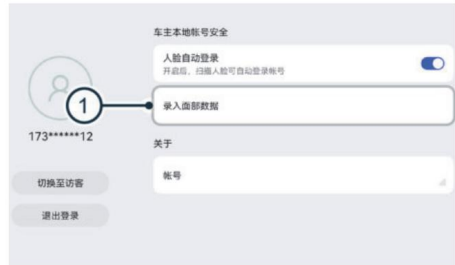 车主本地帐号安全
人脸自动登录
开启后，扫描人脸可自动登录帐号
1
录入面部数据
173******12
关于
帐号
切换至访客
退出登录